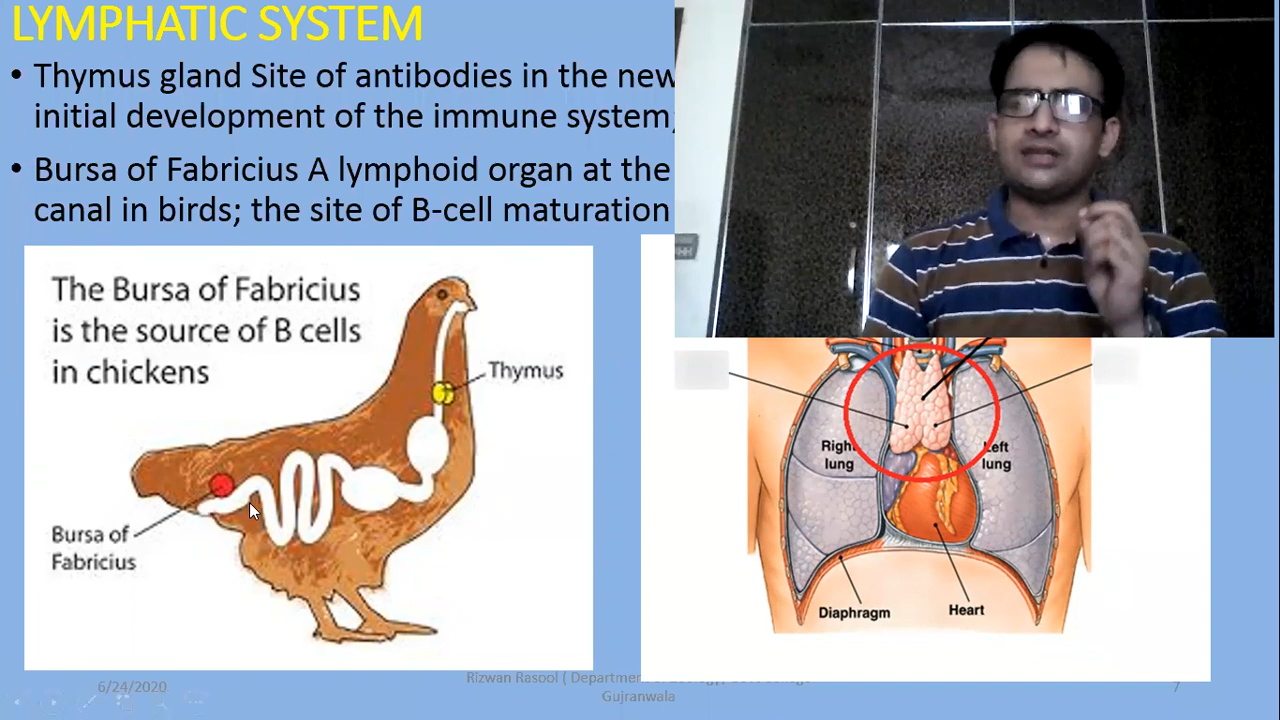 LYMPHATIC SYSTEM
• Thymus gland Site of antibodies in the new
initial development of the immune system;
• Bursa of Fabricius A lymphoid organ at the
canal in birds; the site of B-cell maturation
The Bursa of Fabricius
is the source of B cells
in chickens
Thymus
Bursa of
Fabricius
Right
lung
Left
lung
Diaphragm
Heart
6/24/2020
Rizwan Rasool ( Department
Gujranwala
7